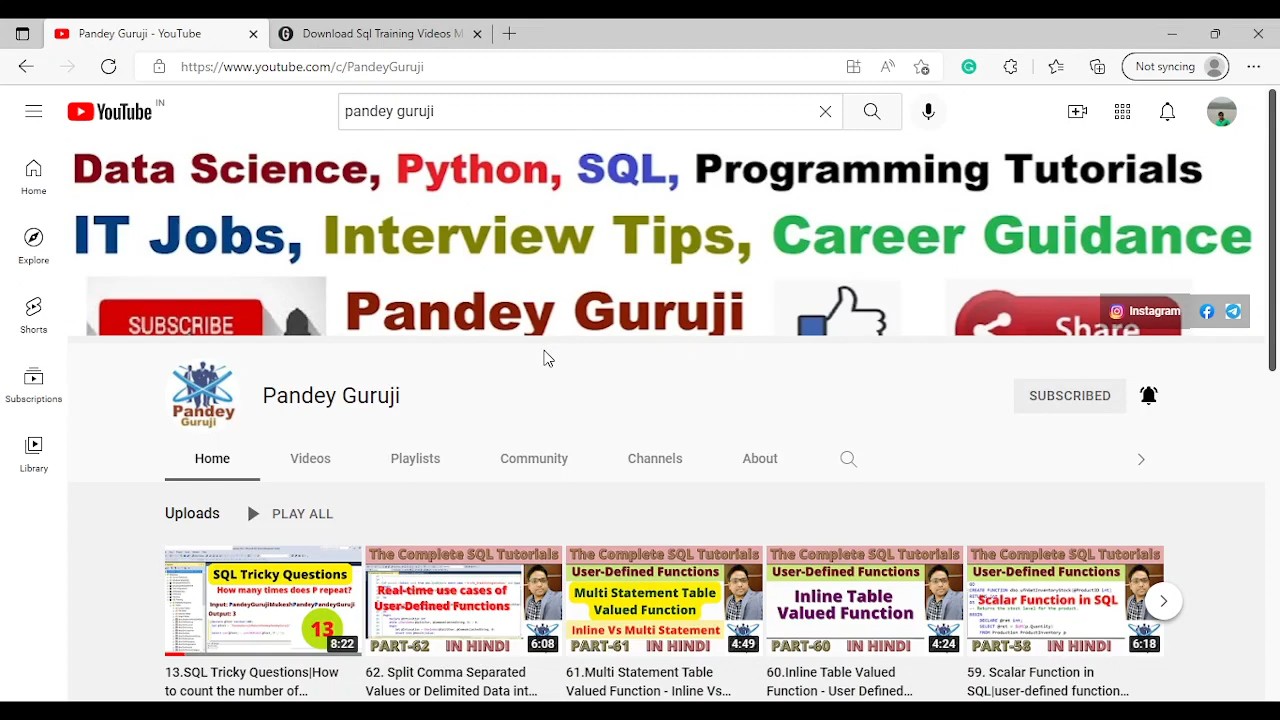 Pandey Guruji - YouTube
Download Sql Training Videos M
https://www.youtube.com/c/PandeyGuruji
Not syncing
YouTube IN
pandey guruji
Home
Explore
Shorts
Subscriptions
Library
Data Science, Python, SQL, Programming Tutorials
IT Jobs, Interview Tips, Career Guidance
SUBSCRIBE
Pandey Guruji
Share
Instagram
Pandey
Guruji
Pandey Guruji
SUBSCRIBED
Home Videos Playlists Community Channels About
Uploads PLAY ALL
SQL Tricky Questions
How many times does P repeat?
Input: PandeyGurujiMukeshPandeyPandeyGuru
Output: 3
13
8:22
13.SQL Tricky Questions|How
to count the number of...
The Complete SQL Tutorials
Real-time use cases of
User-Defined Functions
PART-62 IN HINDI
6:08
62. Split Comma Separated
Values or Delimited Data int...
The Complete SQL Tutorials
User-Defined Functions
Multi Statement Table
Valued Function
Inline vs Multi Statement
PART-61 IN HINDI
4:49
61.Multi Statement Table
Valued Function - Inline Vs...
The Complete SQL Tutorials
User-Defined Functions
Inline Table
Valued Function
PART-60 IN HINDI
4:24
60.Inline Table Valued
Function - User Defined...
The Complete SQL Tutorials
User-Defined Functions
Scalar Function in SQL
PART-58 IN HINDI
6:18
59. Scalar Function in
SQL|user-defined function...